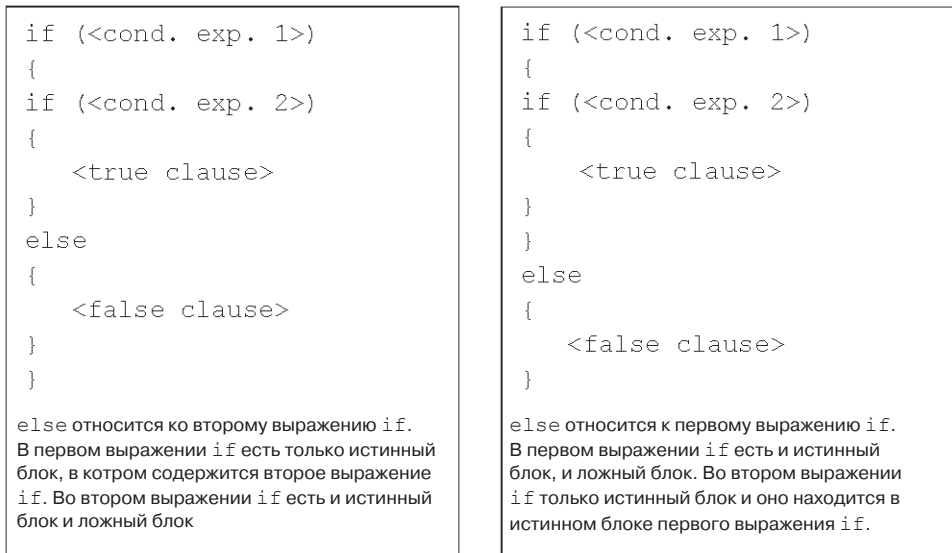 if (<cond. exp. 1>)
{
if (<cond. exp. 2>)
{
<true clause>
}
else
{
<false clause>
}
}
else относится ко второму выражению if.
В первом выражении if есть только истинный
блок, в котром содержится второе выражение
if. Во втором выражении if есть и истинный
блок и ложный блок
if (<cond. exp. 1>)
{
if (<cond. exp. 2>)
{
<true clause>
}
}
else
{
<false clause>
}
else относится к первому выражению if.
В первом выражении if есть и истинный
блок, и ложный блок. Во втором выражении
if только истинный блок и оно находится в
истинном блоке первого выражения if.